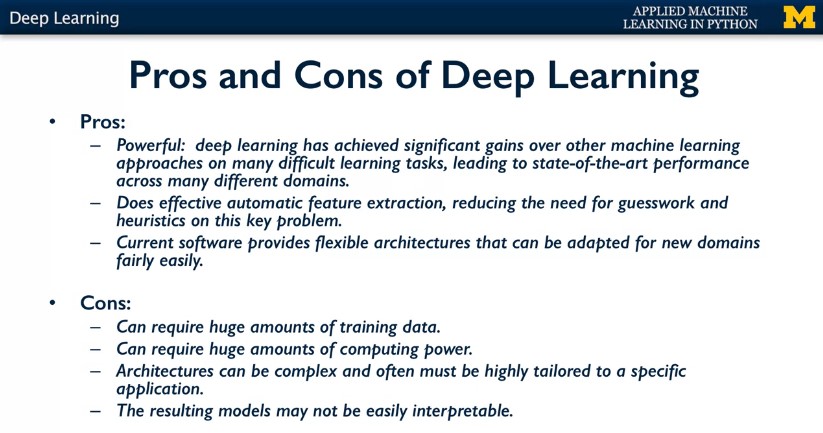 Deep Learning
APPLIED MACHINE
LEARNING IN PYTHON
M
Pros and Cons of Deep Learning
• Pros:
– Powerful: deep learning has achieved significant gains over other machine learning
approaches on many difficult learning tasks, leading to state-of-the-art performance
across many different domains.
– Does effective automatic feature extraction, reducing the need for guesswork and
heuristics on this key problem.
– Current software provides flexible architectures that can be adapted for new domains
fairly easily.
• Cons:
– Can require huge amounts of training data.
– Can require huge amounts of computing power.
– Architectures can be complex and often must be highly tailored to a specific
application.
– The resulting models may not be easily interpretable.